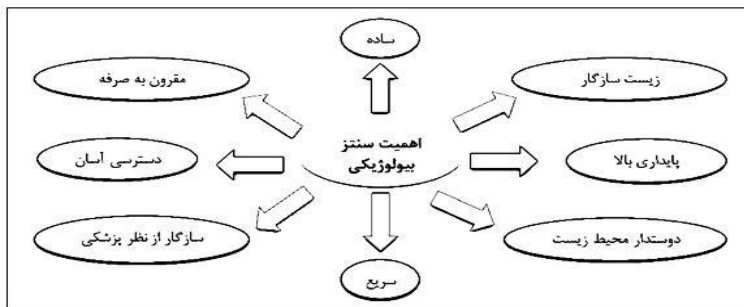 ساده
زیست سازگار
مقرون به صرفه
اهمیت سنتز
بیولوژیکی
پایداری بالا
دسترسی آسان
دوستدار محیط زیست
سازگار از نظر پزشکی
سریع